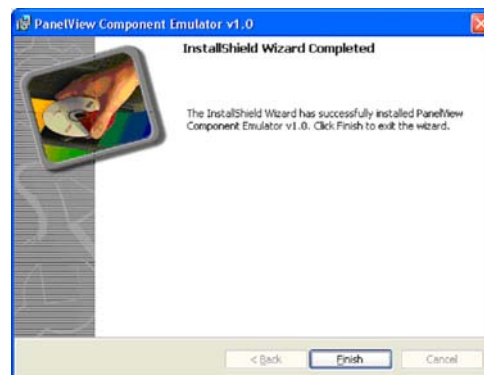 PanelView Component Emulator v1.0
InstallShield Wizard Completed
The InstallShield Wizard has successfully installed PanelView
Component Emulator v1.0. Click Finish to exit the wizard.
< Back
Finish
Cancel